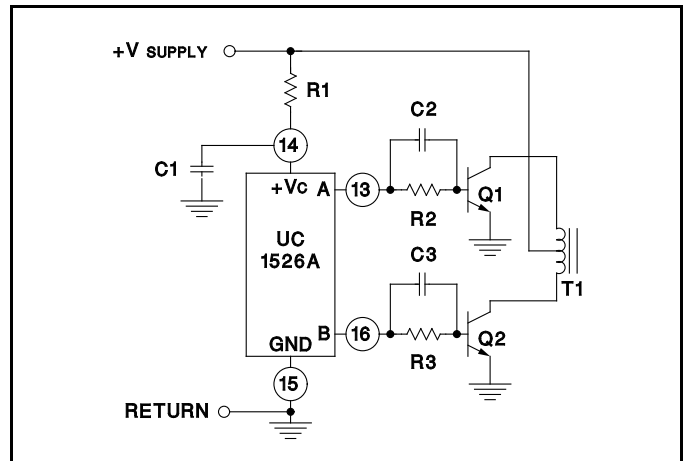 +V SUPPLY
R1
C2
14
C1
+VC A 13
Q1
R2
UC
1526A
C3
T1
B 16
Q2
GND
R3
15
RETURN